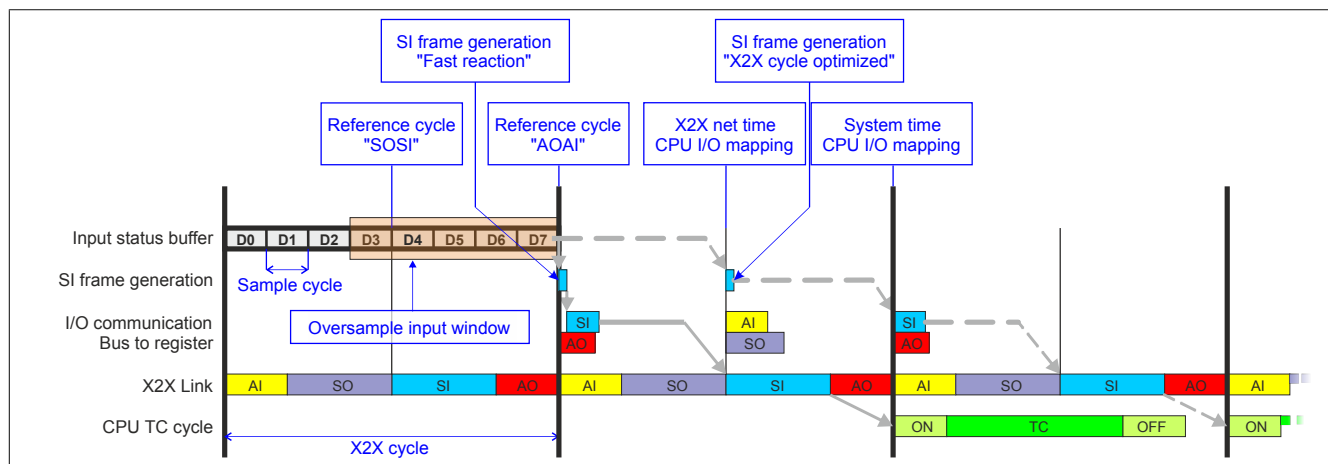 SI frame generation
"Fast reaction"
SI frame generation
"X2X cycle optimized"
Reference cycle
"SOSI"
Reference cycle
"AOAI"
X2X net time
CPU I/O mapping
System time
CPU I/O mapping
Input status buffer
D0 D1 D2 D3 D4 D5 D6 D7
SI frame generation
Sample cycle
Oversample input window
I/O communication
Bus to register
SI AI SI
AO SO AO
X2X Link
AI SO SI AO AI SO SI AO AI SO SI AO AI
CPU TC cycle
ON TC OFF ON
X2X cycle